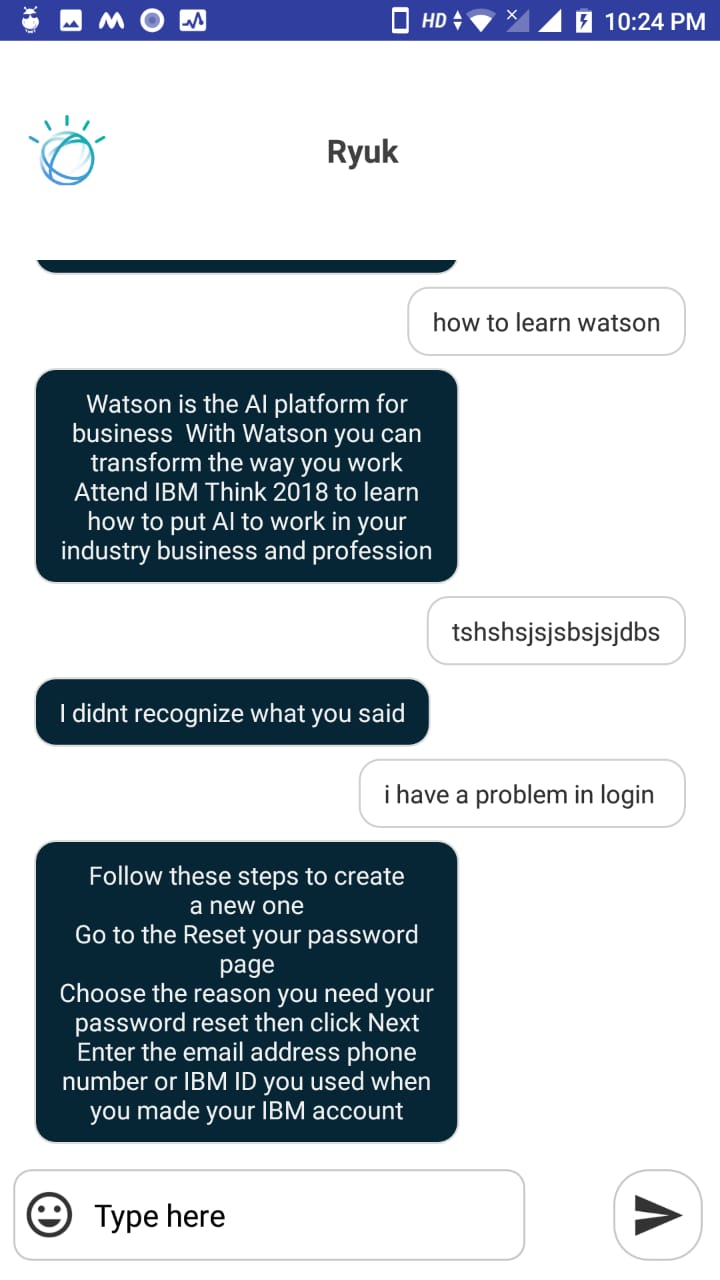 HD 10:24 PM
Ryuk
how to learn watson
Watson is the AI platform for
business  With Watson you can
transform the way you work
Attend IBM Think 2018 to learn
how to put AI to work in your
industry business and profession
tshshsjsjsbsjsjdbs
I didnt recognize what you said
i have a problem in login
Follow these steps to create
a new one
Go to the Reset your password
page
Choose the reason you need your
password reset then click Next
Enter the email address phone
number or IBM ID you used when
you made your IBM account
Type here